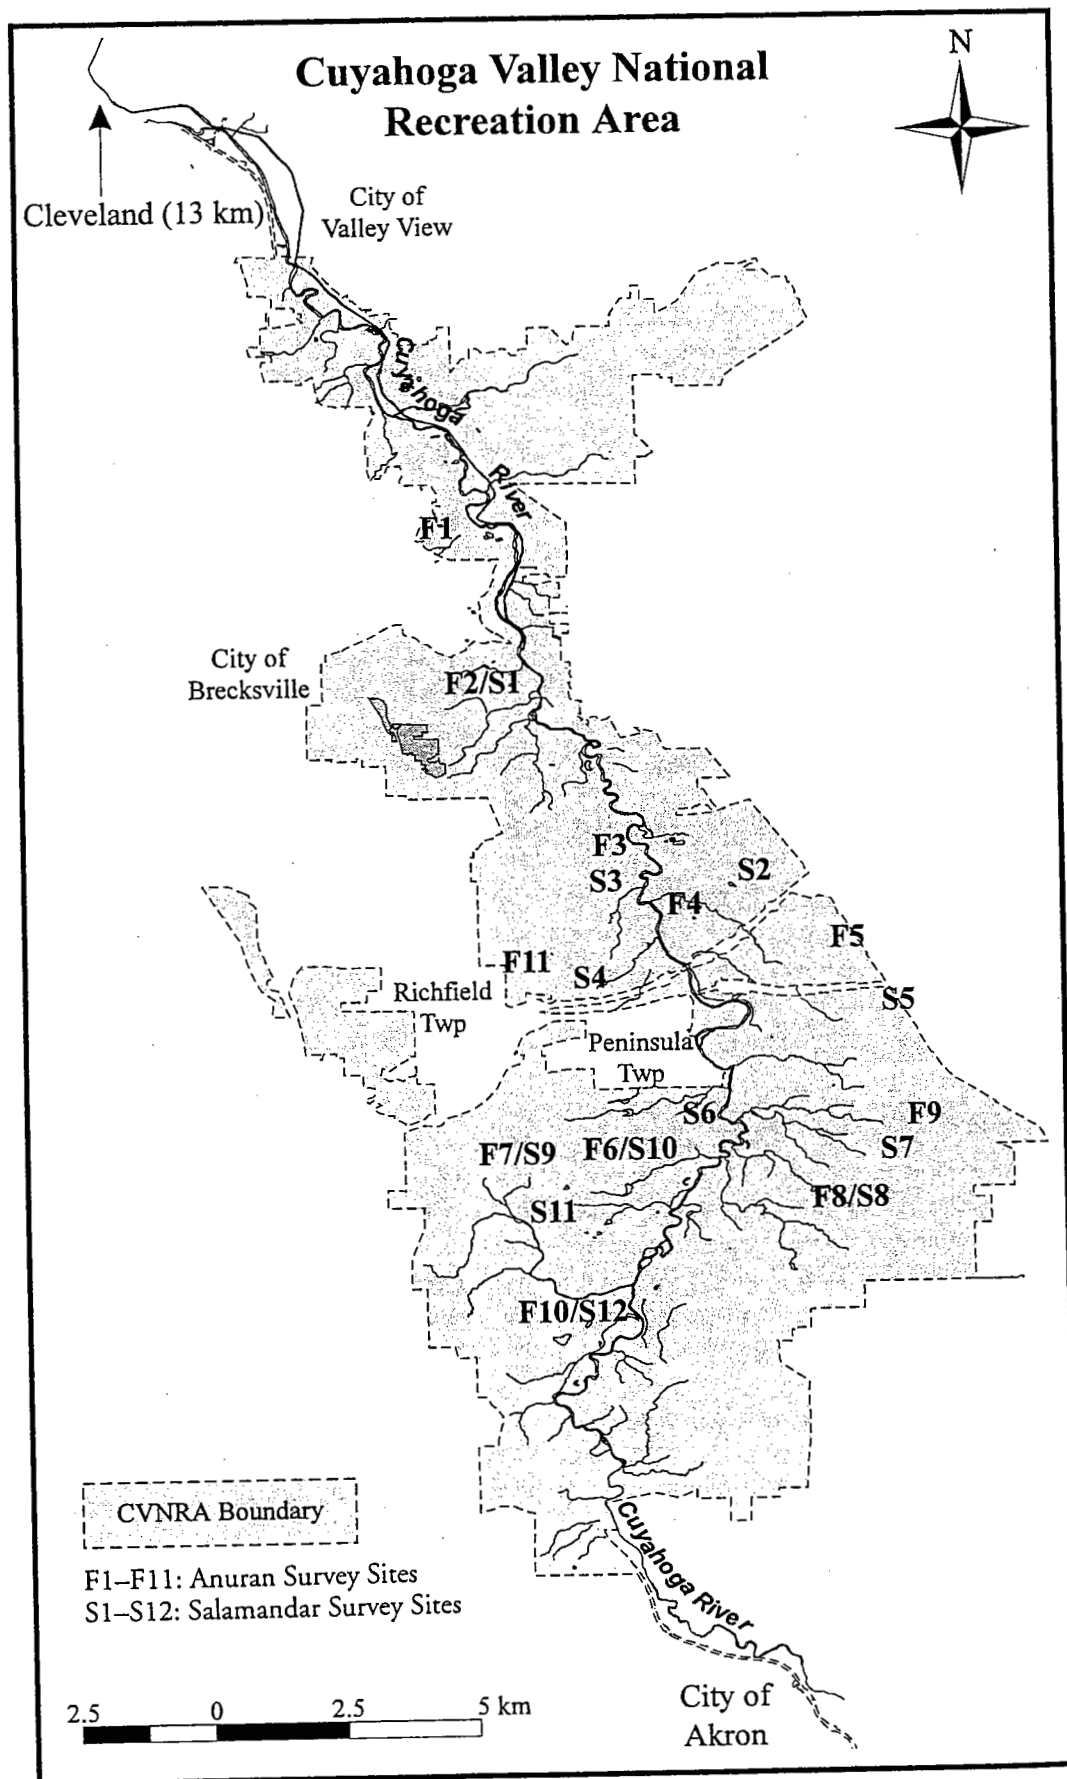 Cuyahoga Valley National
Recreation Area
N
Cleveland (13 km)
City of
Valley View
Cuyahoga
River
F1
City of
Brecksville
F2/S1
F3
S3
S2
F4
F5
F11
S4
Richfield
Twp
S5
Peninsula
Twp
S6
F9
F7/S9
F6/S10
S7
F8/S8
S11
F10/S12
CVNRA Boundary
Cuyahoga River
F1–F11: Anuran Survey Sites
S1–S12: Salamandar Survey Sites
2.5 0 2.5 5 km
City of
Akron